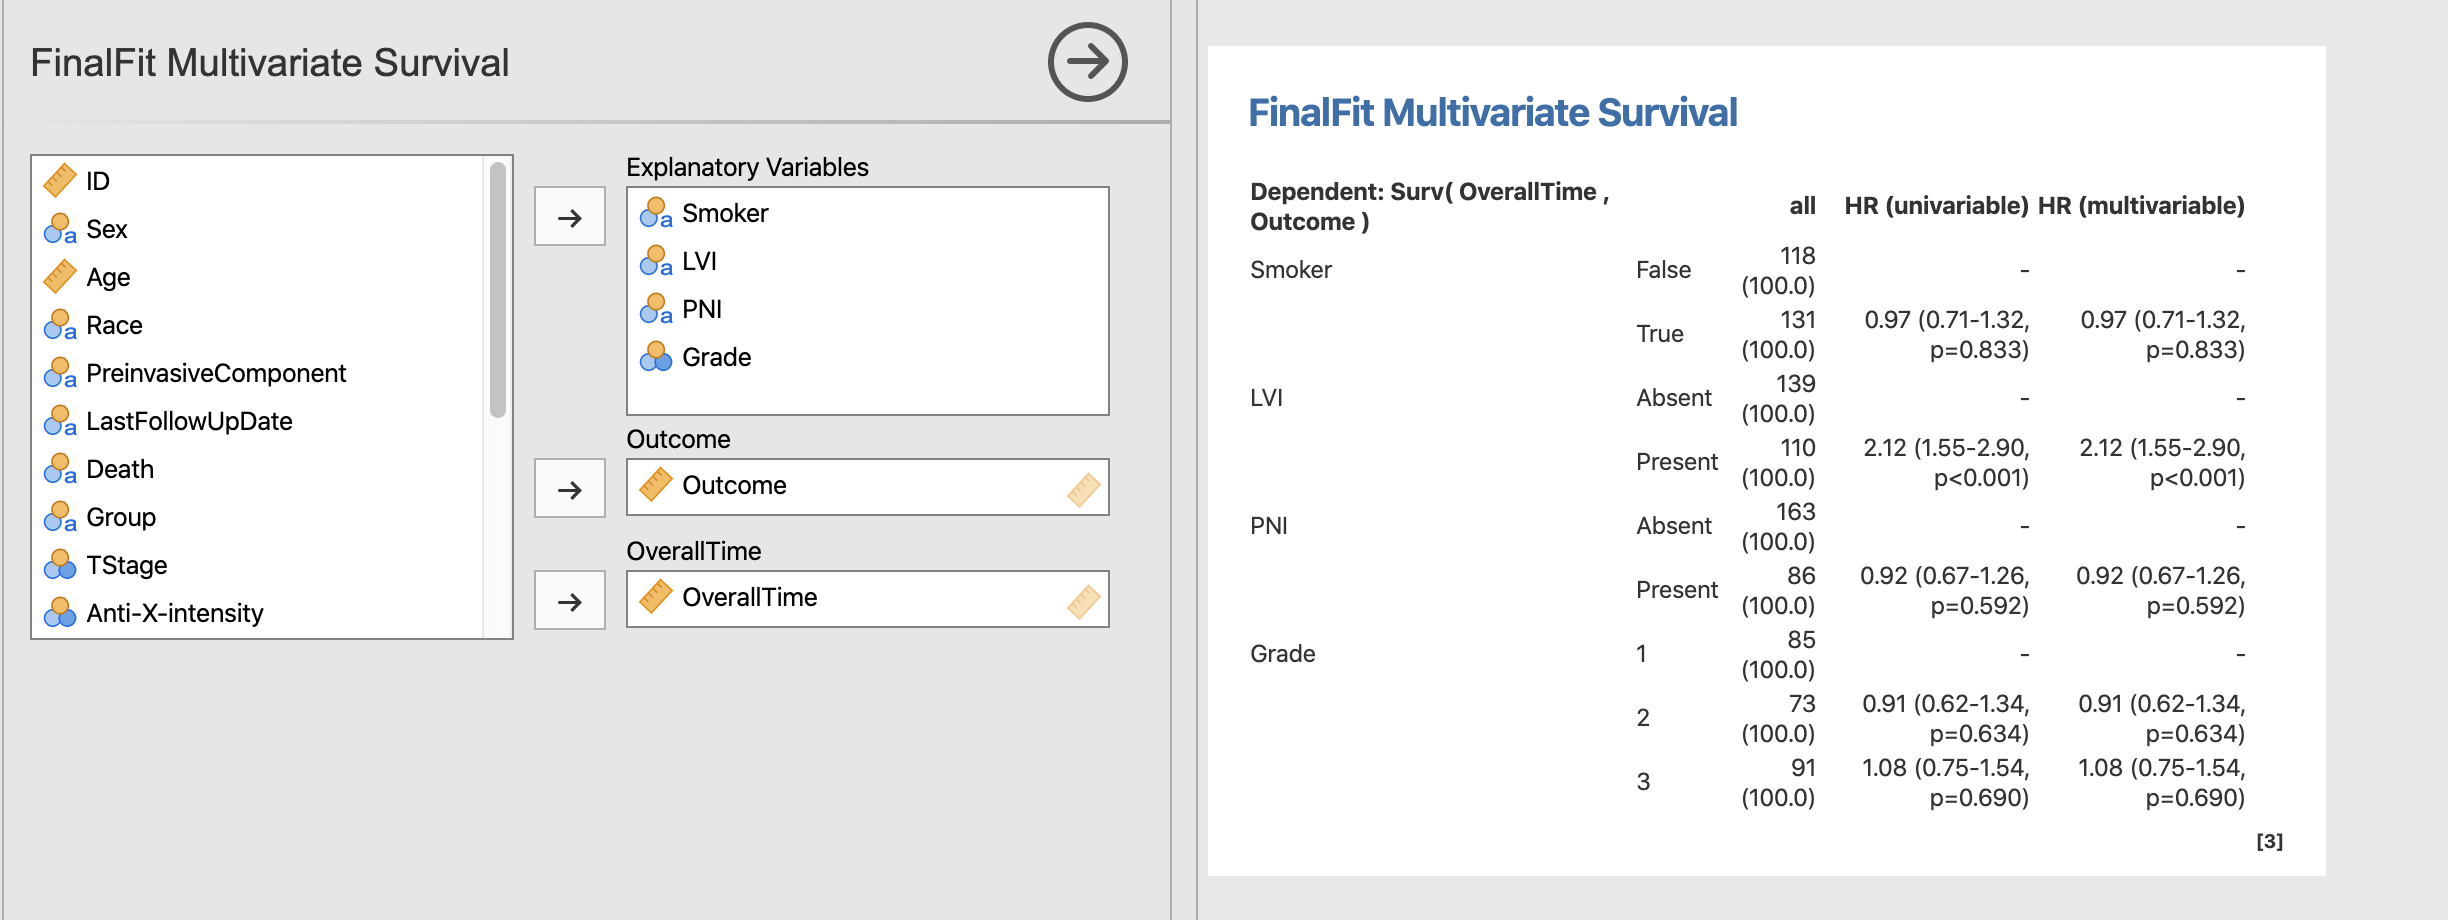 FinalFit Multivariate Survival
ID
Sex
Age
Race
PreinvasiveComponent
LastFollowUpDate
Death
Group
TStage
Anti-X-intensity
Explanatory Variables
Smoker
LVI
PNI
Grade
Outcome
Outcome
OverallTime
OverallTime
FinalFit Multivariate Survival
Dependent: Surv( OverallTime ,
Outcome ) all HR (univariable) HR (multivariable)
Smoker False 118
(100.0) - -
True 131 0.97 (0.71-1.32, 0.97 (0.71-1.32,
(100.0) p=0.833) p=0.833)
LVI Absent 139
(100.0) - -
Present 110 2.12 (1.55-2.90, 2.12 (1.55-2.90,
(100.0) p<0.001) p<0.001)
PNI Absent 163
(100.0) - -
Present 86 0.92 (0.67-1.26, 0.92 (0.67-1.26,
(100.0) p=0.592) p=0.592)
Grade 1 85
(100.0) - -
2 73 0.91 (0.62-1.34, 0.91 (0.62-1.34,
(100.0) p=0.634) p=0.634)
3 91 1.08 (0.75-1.54, 1.08 (0.75-1.54,
(100.0) p=0.690) p=0.690)
[3]